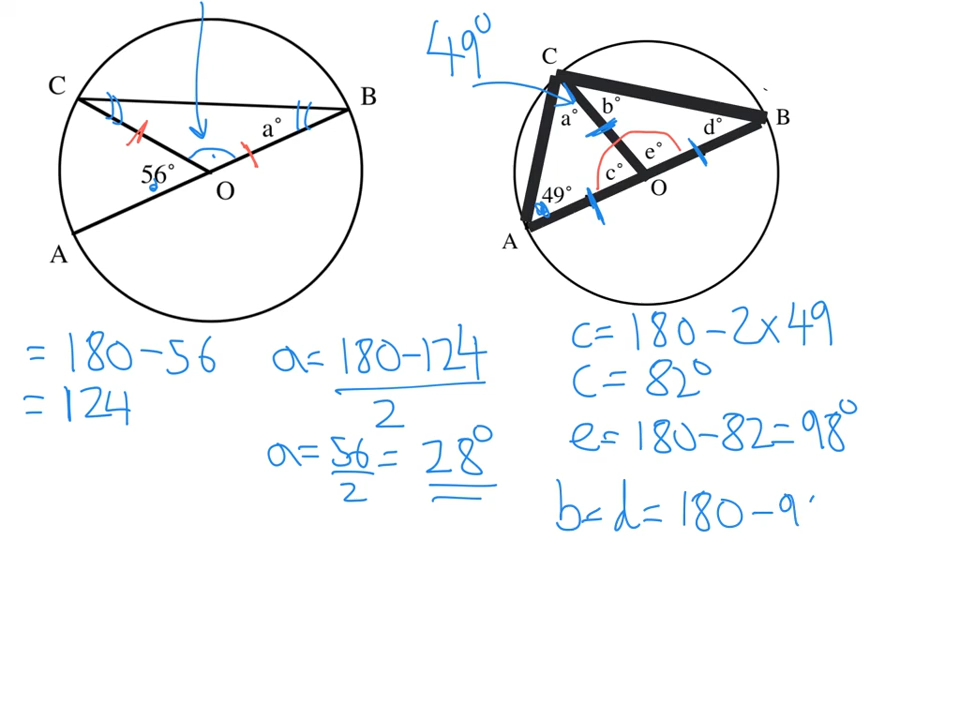 C
B
a°
56°
O
A
= 180 - 56
= 124
a = 180 - 124
2
a = 56 = 28°
2
49°
C
a°
b°
d°
B
e°
c°
49°
O
A
c = 180 - 2 × 49
c = 82°
e = 180 - 82 = 98°
b = d = 180 - 9